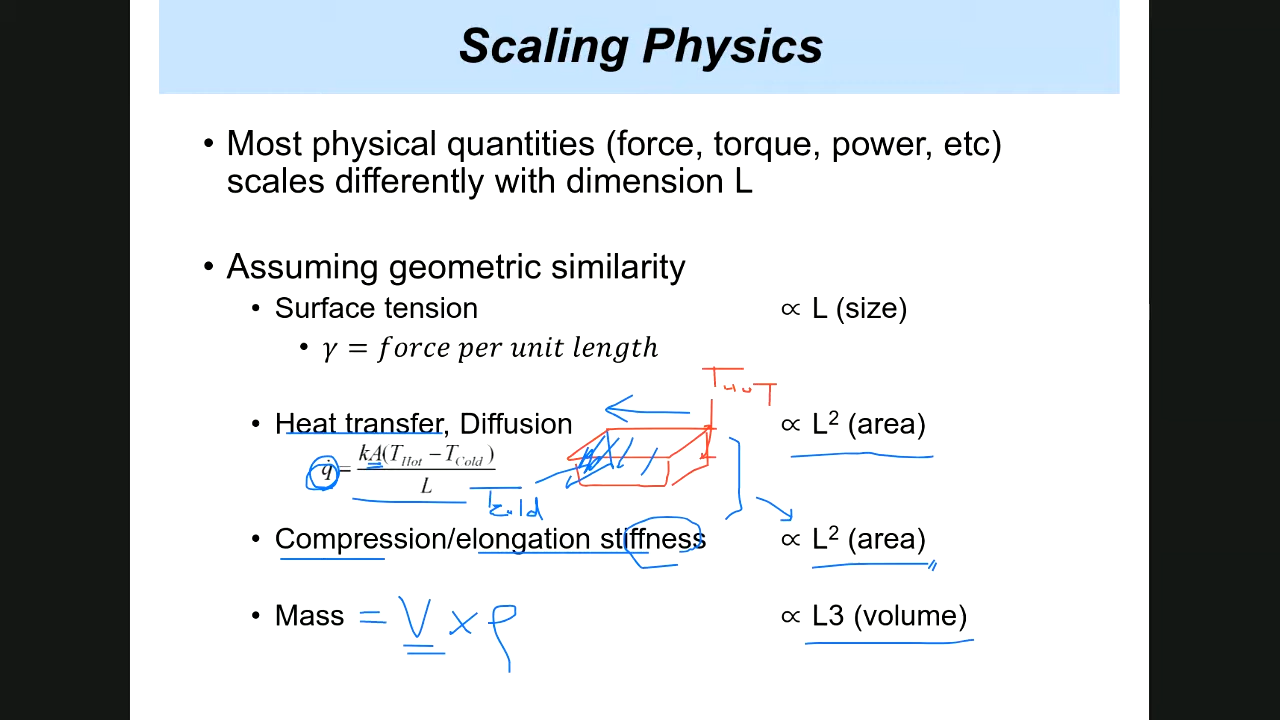 Scaling Physics
• Most physical quantities (force, torque, power, etc)
scales differently with dimension L
• Assuming geometric similarity
• Surface tension ∝ L (size)
• γ = force per unit length
T HOT
• Heat transfer, Diffusion ∝ L² (area)
q̇ = kA(T_Hot − T_Cold) / L
Tcold
• Compression/elongation stiffness ∝ L² (area)
• Mass = V × ρ ∝ L3 (volume)